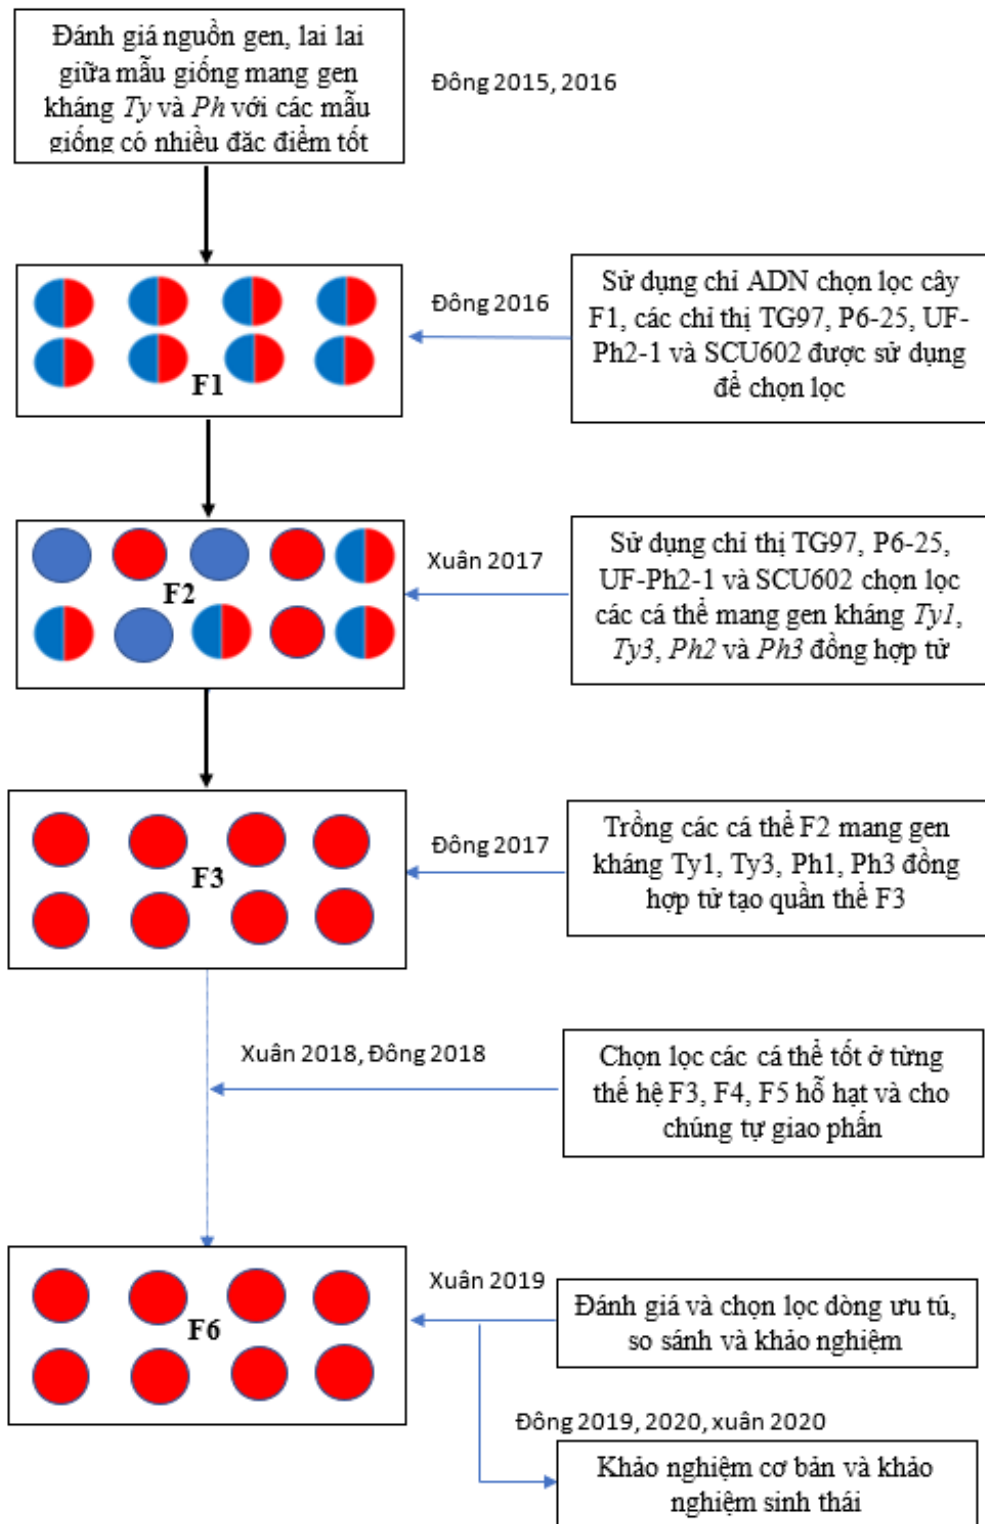 Đánh giá nguồn gen, lai lai
giữa mẫu giống mang gen
kháng Ty và Ph với các mẫu
giống có nhiều đặc điểm tốt
Đông 2015, 2016
Đông 2016
Sử dụng chỉ ADN chọn lọc cây
F1, các chỉ thị TG97, P6-25, UF-
Ph2-1 và SCU602 được sử dụng
để chọn lọc
F1
Xuân 2017
Sử dụng chỉ thị TG97, P6-25,
UF-Ph2-1 và SCU602 chọn lọc
các cá thể mang gen kháng Ty1,
Ty3, Ph2 và Ph3 đồng hợp tử
F2
Đông 2017
Trồng các cá thể F2 mang gen
kháng Ty1, Ty3, Ph1, Ph3 đồng
hợp tử tạo quần thể F3
F3
Xuân 2018, Đông 2018
Chọn lọc các cá thể tốt ở từng
thế hệ F3, F4, F5 hỗ hạt và cho
chúng tự giao phấn
Xuân 2019
Đánh giá và chọn lọc dòng ưu tú,
so sánh và khảo nghiệm
F6
Đông 2019, 2020, xuân 2020
Khảo nghiệm cơ bản và khảo
nghiệm sinh thái